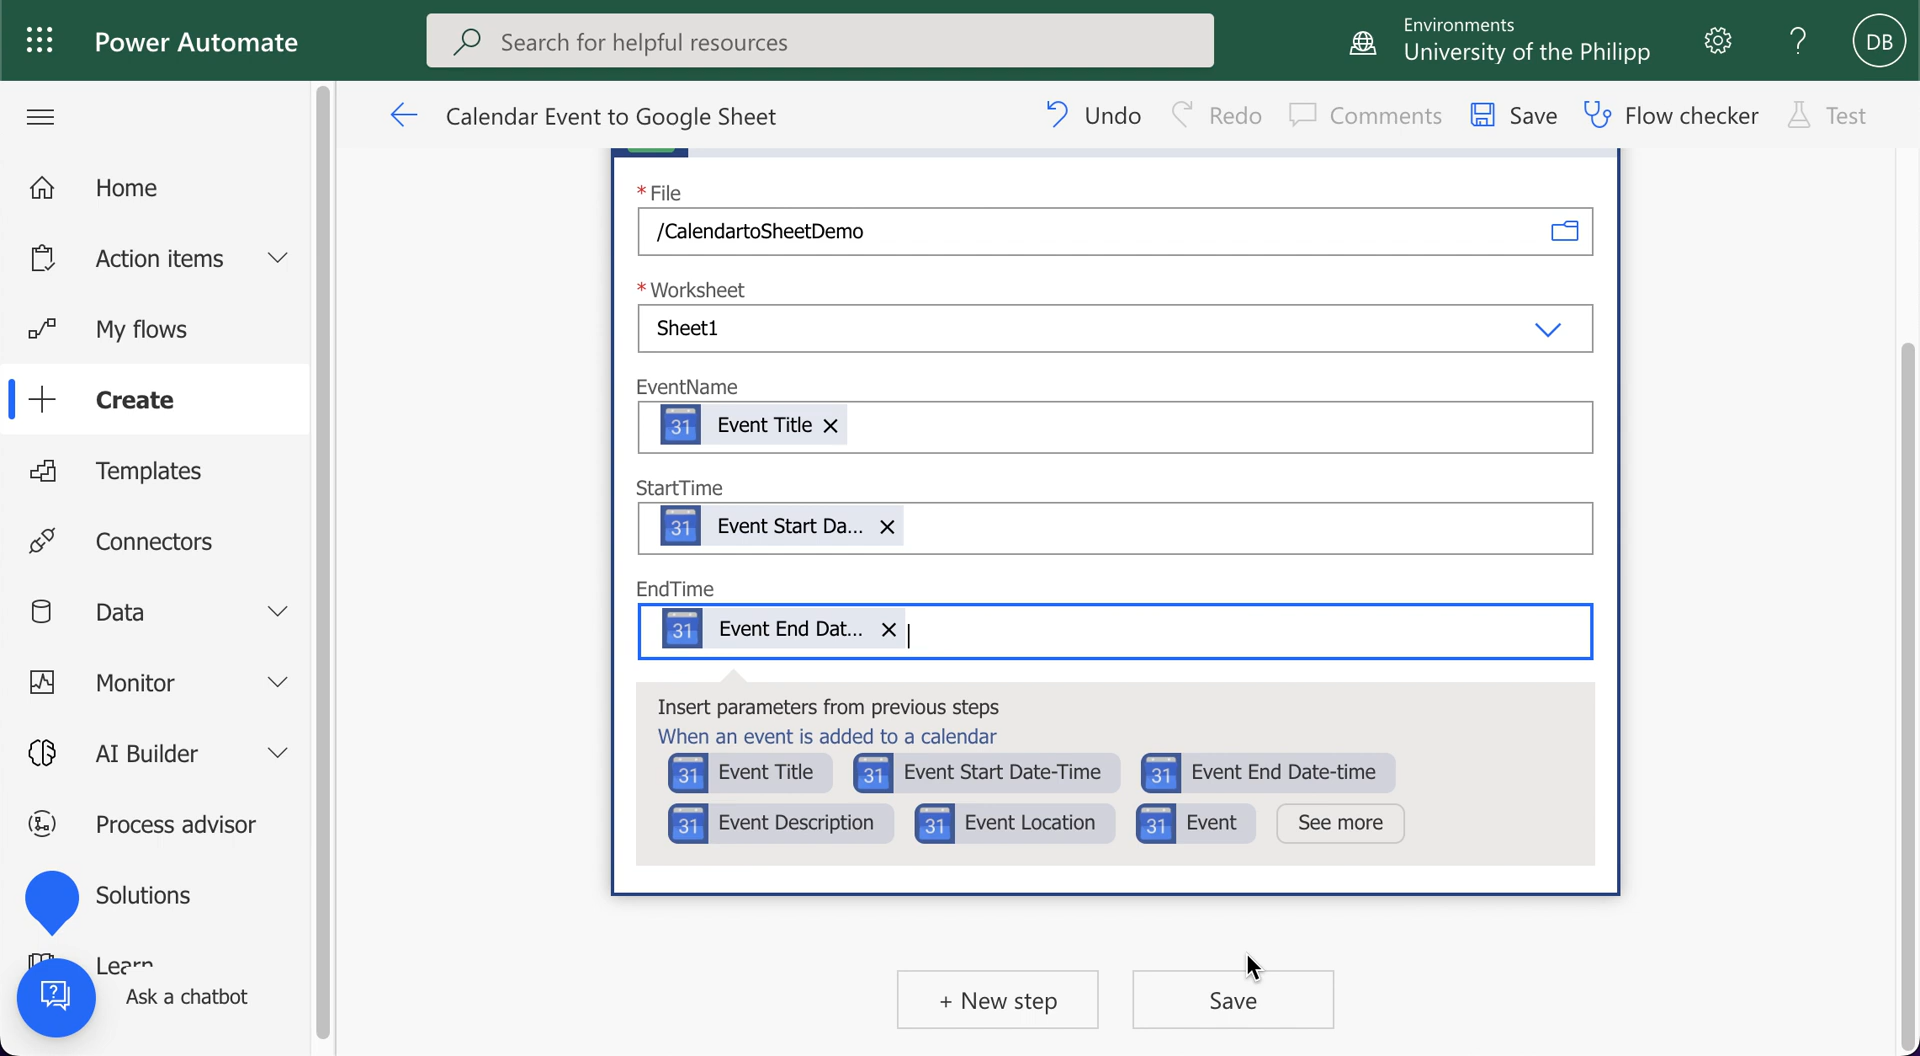 Power Automate
Search for helpful resources
Environments
University of the Philipp
DB
Calendar Event to Google Sheet
Undo
Redo
Comments
Save
Flow checker
Test
Home
Action items
My flows
Create
Templates
Connectors
Data
Monitor
AI Builder
Process advisor
Solutions
Learn
Ask a chatbot
* File
/CalendartoSheetDemo
* Worksheet
Sheet1
EventName
31 Event Title
StartTime
31 Event Start Da...
EndTime
31 Event End Dat...
Insert parameters from previous steps
When an event is added to a calendar
31 Event Title 31 Event Start Date-Time 31 Event End Date-time
31 Event Description 31 Event Location 31 Event See more
+ New step
Save